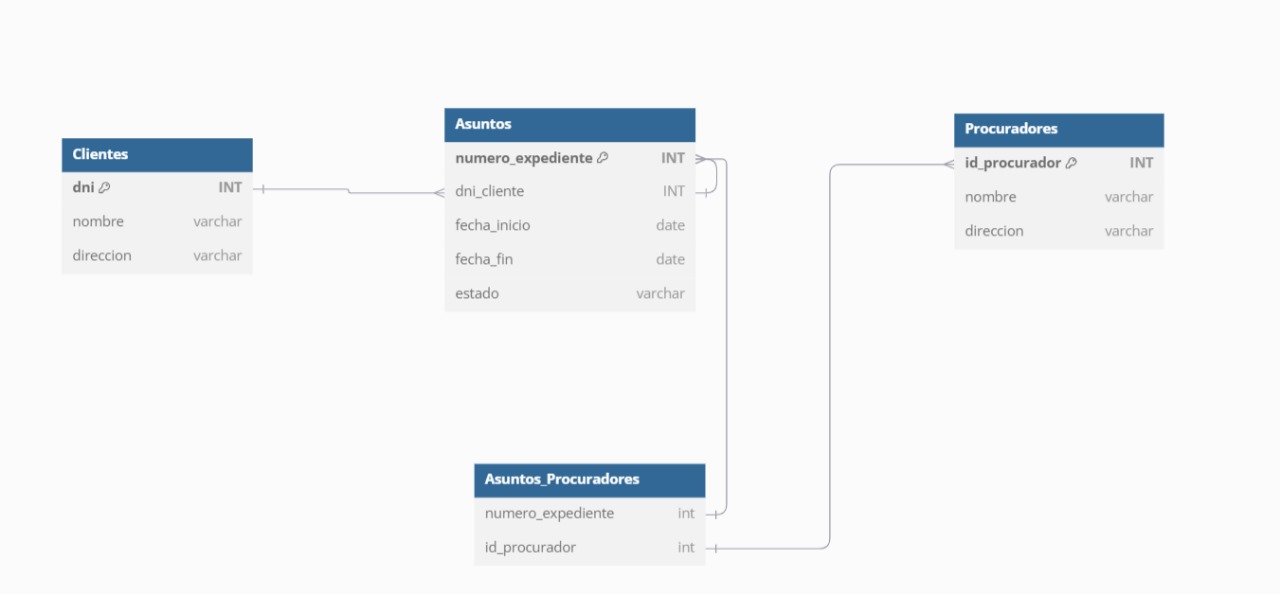 Clientes
dni INT
nombre varchar
direccion varchar
Asuntos
numero_expediente INT
dni_cliente INT
fecha_inicio date
fecha_fin date
estado varchar
Procuradores
id_procurador INT
nombre varchar
direccion varchar
Asuntos_Procuradores
numero_expediente int
id_procurador int